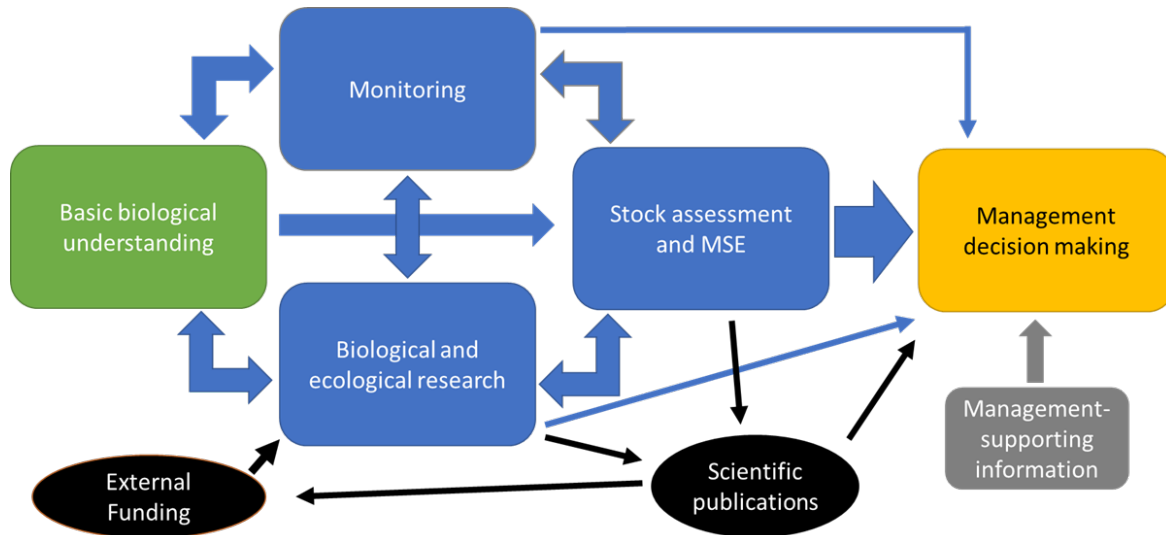 Monitoring
Basic biological
understanding
Stock assessment
and MSE
Management
decision making
Biological and
ecological research
Management-
supporting
information
External
Funding
Scientific
publications